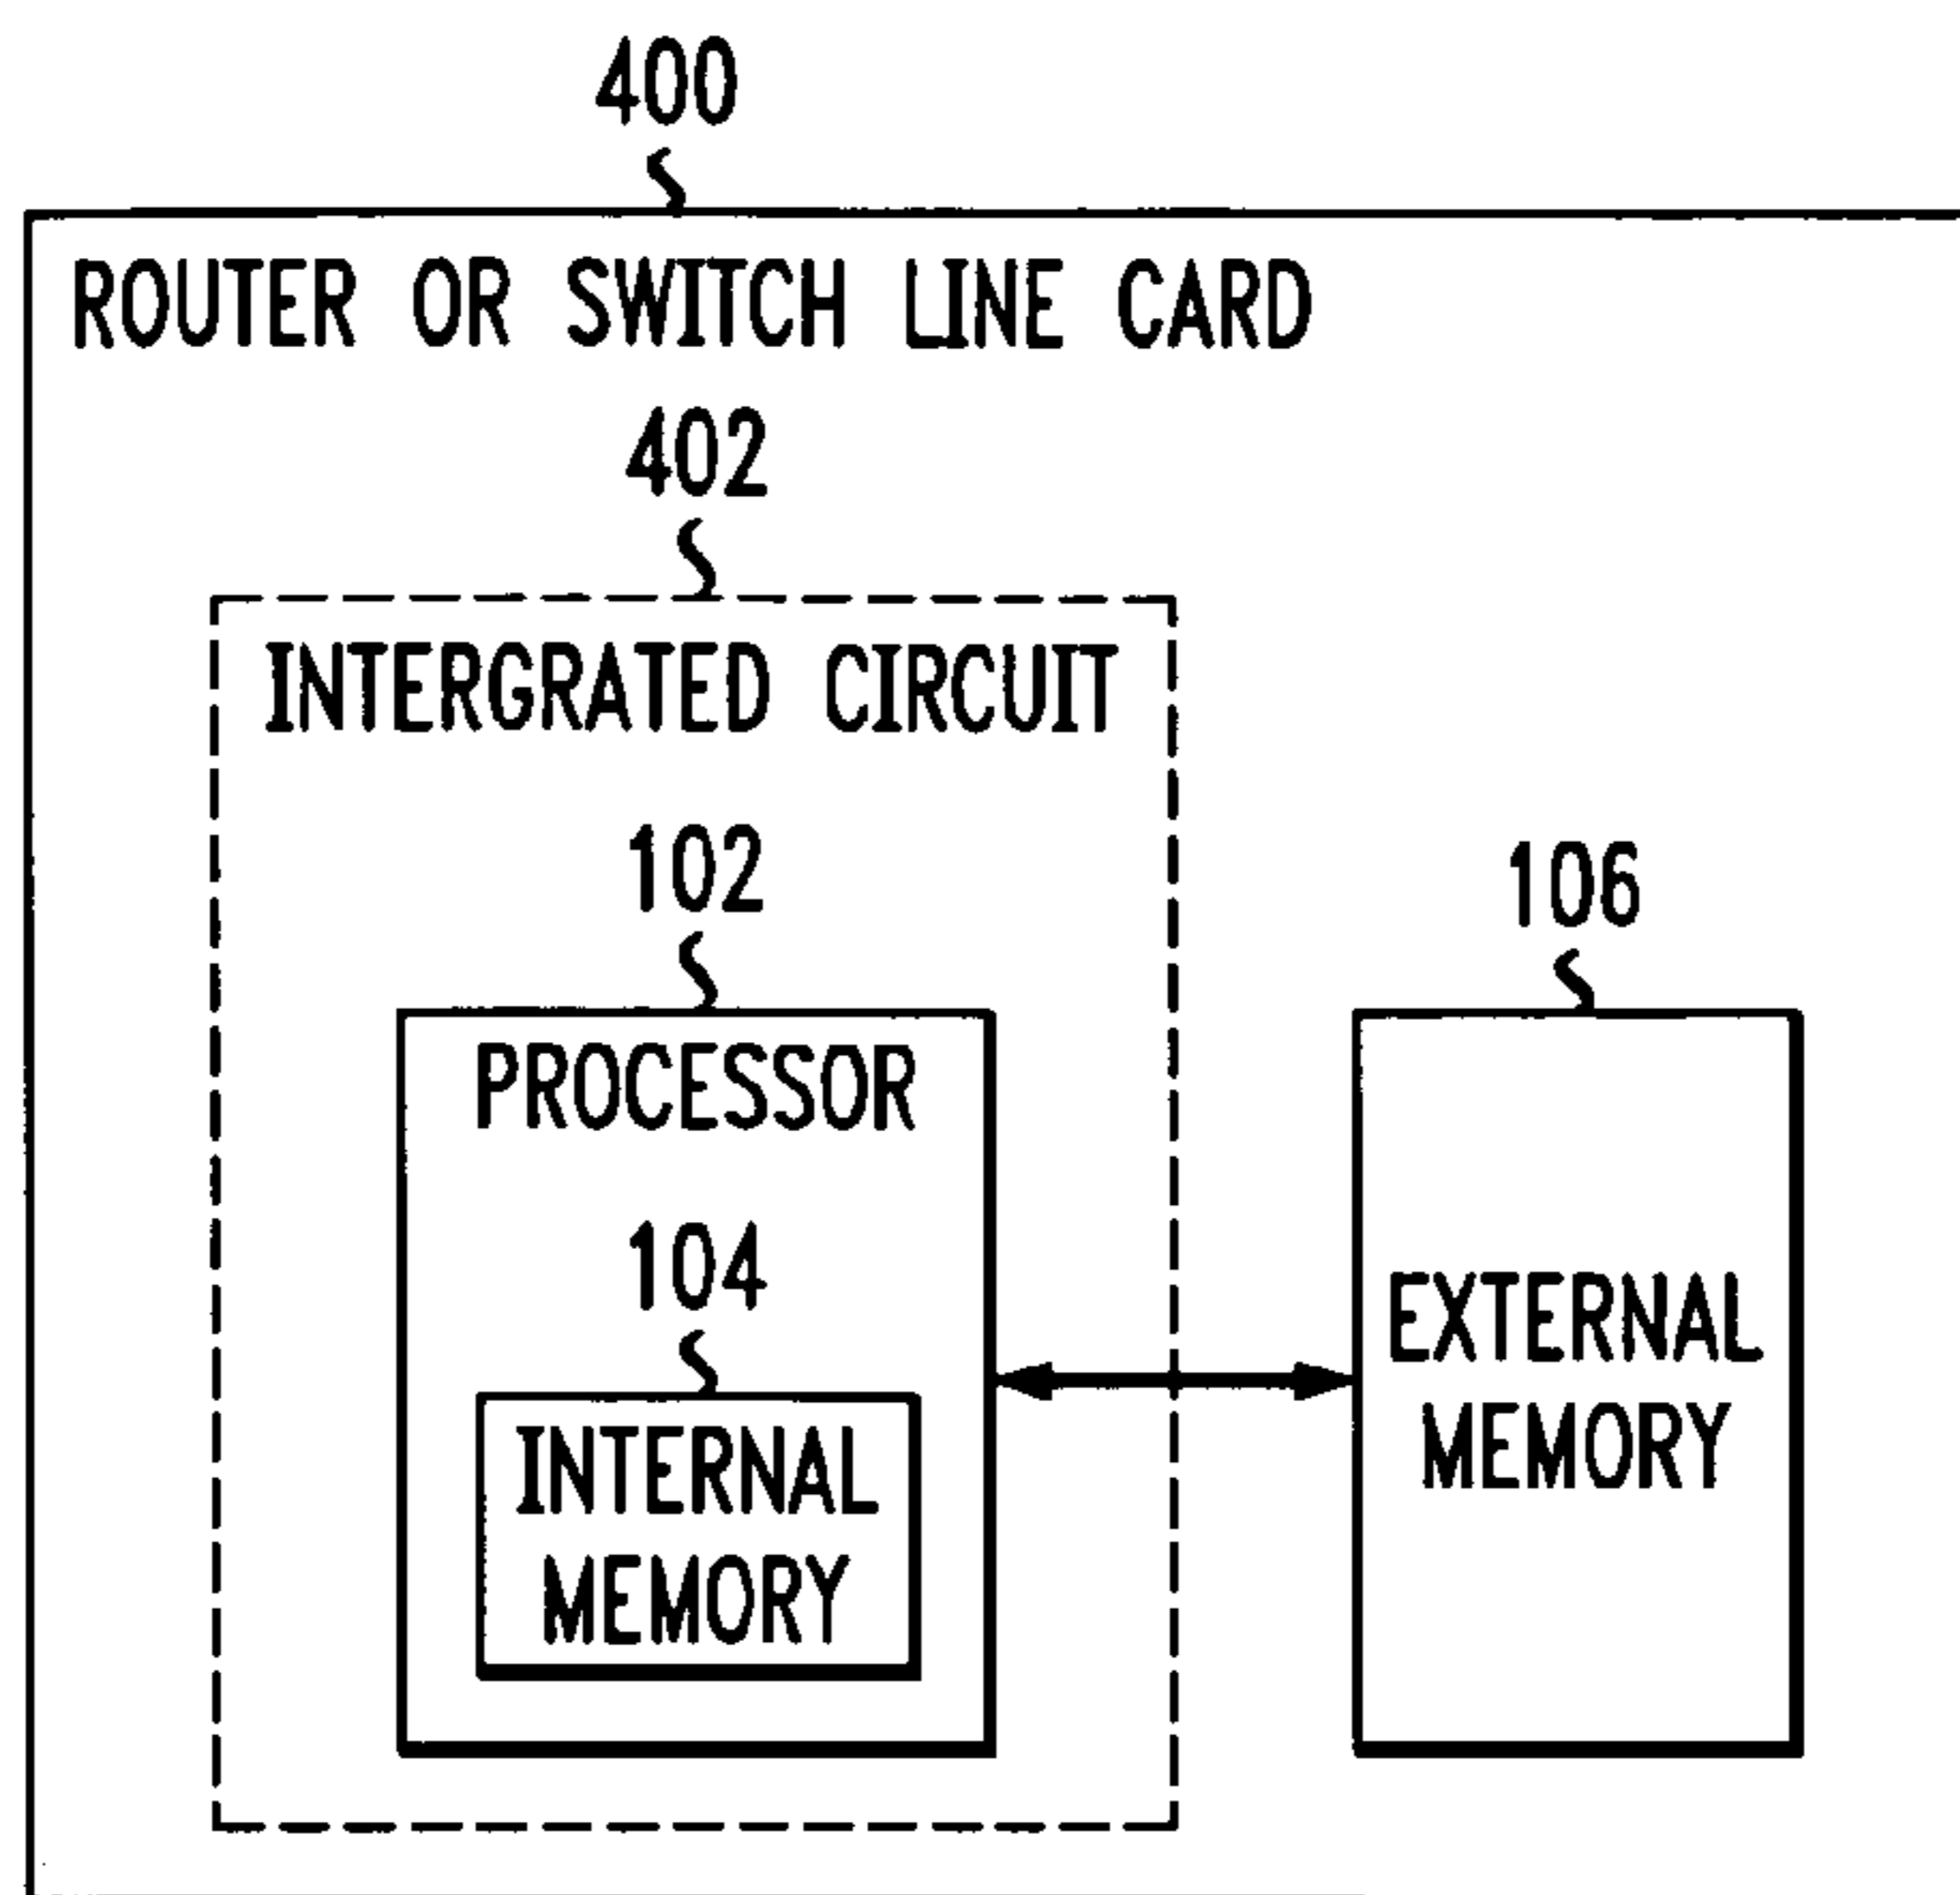 400
ROUTER OR SWITCH LINE CARD
402
INTERGRATED CIRCUIT
102
106
PROCESSOR
104
INTERNAL
MEMORY
EXTERNAL
MEMORY